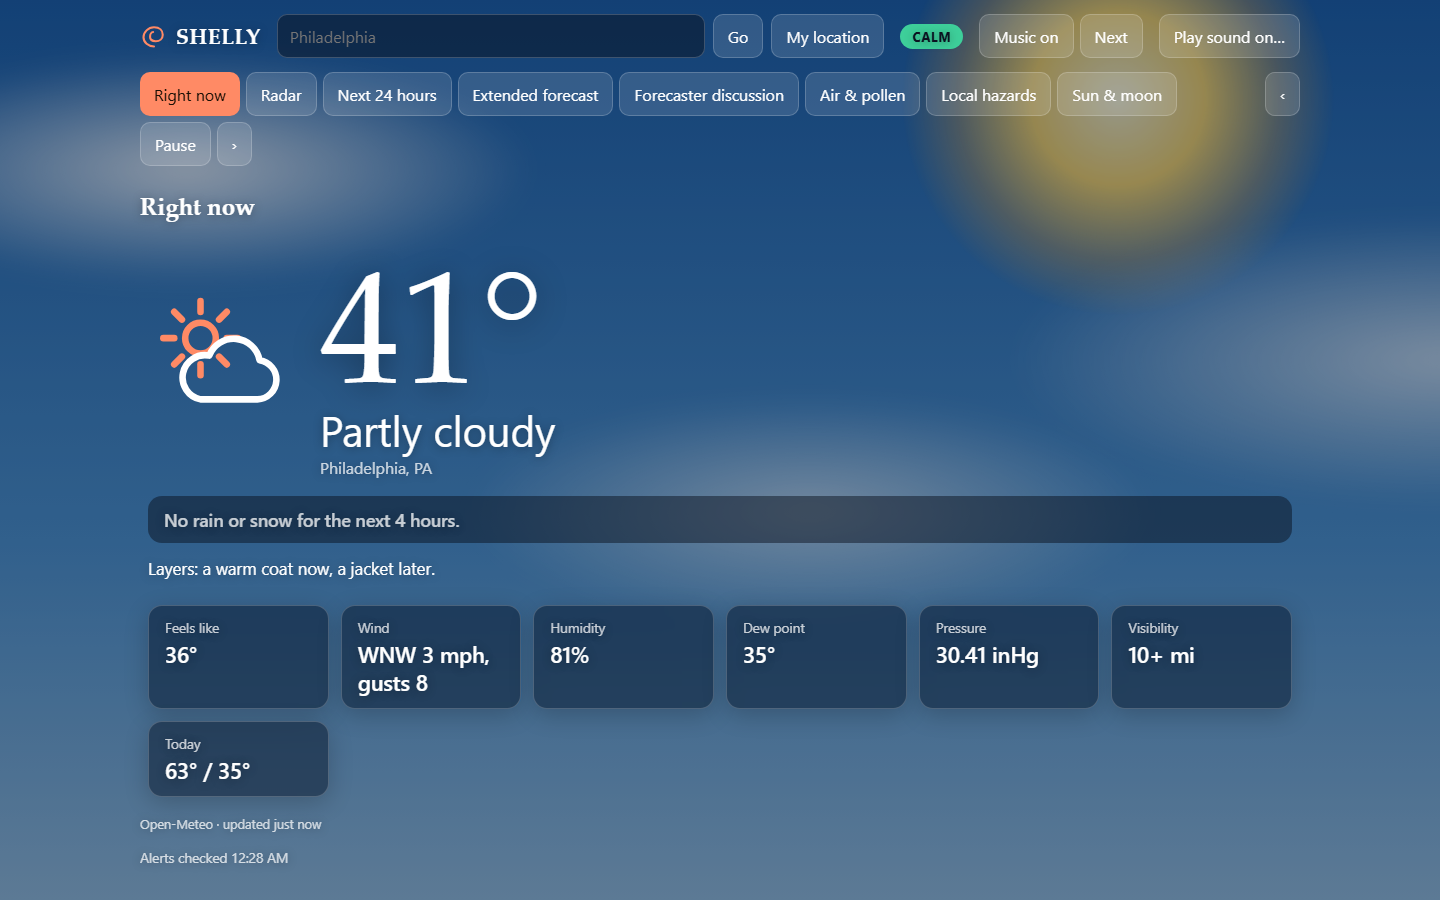 SHELLY Philadelphia Go My location CALM Music on Next Play sound on...
Right now Radar Next 24 hours Extended forecast Forecaster discussion Air & pollen Local hazards Sun & moon ‹
Pause ›
Right now
41°
Partly cloudy
Philadelphia, PA
No rain or snow for the next 4 hours.
Layers: a warm coat now, a jacket later.
Feels like
36°
Wind
WNW 3 mph,
gusts 8
Humidity
81%
Dew point
35°
Pressure
30.41 inHg
Visibility
10+ mi
Today
63° / 35°
Open-Meteo · updated just now
Alerts checked 12:28 AM